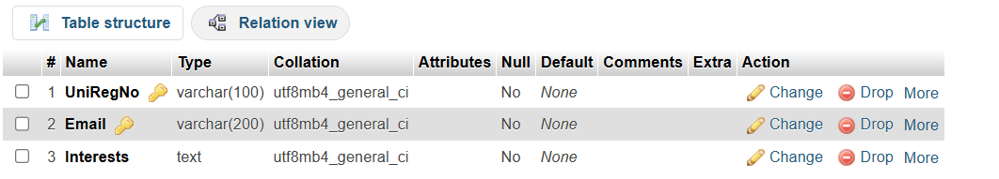 Table structure Relation view
# Name Type Collation Attributes Null Default Comments Extra Action
1 UniRegNo varchar(100) utf8mb4_general_ci No None Change Drop More
2 Email varchar(200) utf8mb4_general_ci No None Change Drop More
3 Interests text utf8mb4_general_ci No None Change Drop More